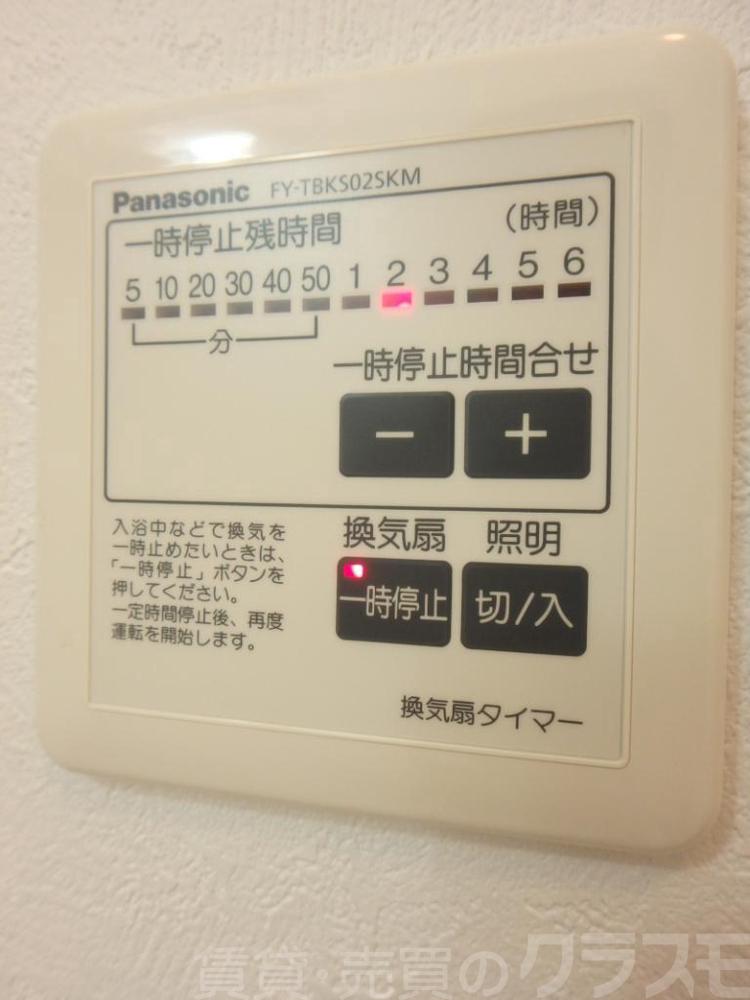 Panasonic FY-TBKS02SKM
一時停止残時間 (時間)
5 10 20 30 40 50 1 2 3 4 5 6
分
一時停止時間合せ
− +
換気扇 照明
一時停止 切/入
入浴中などで換気を
一時止めたいときは、
「一時停止」ボタンを
押してください。
一定時間停止後、再度
運転を開始します。
換気扇タイマー
賃貸・売買のクラスモ